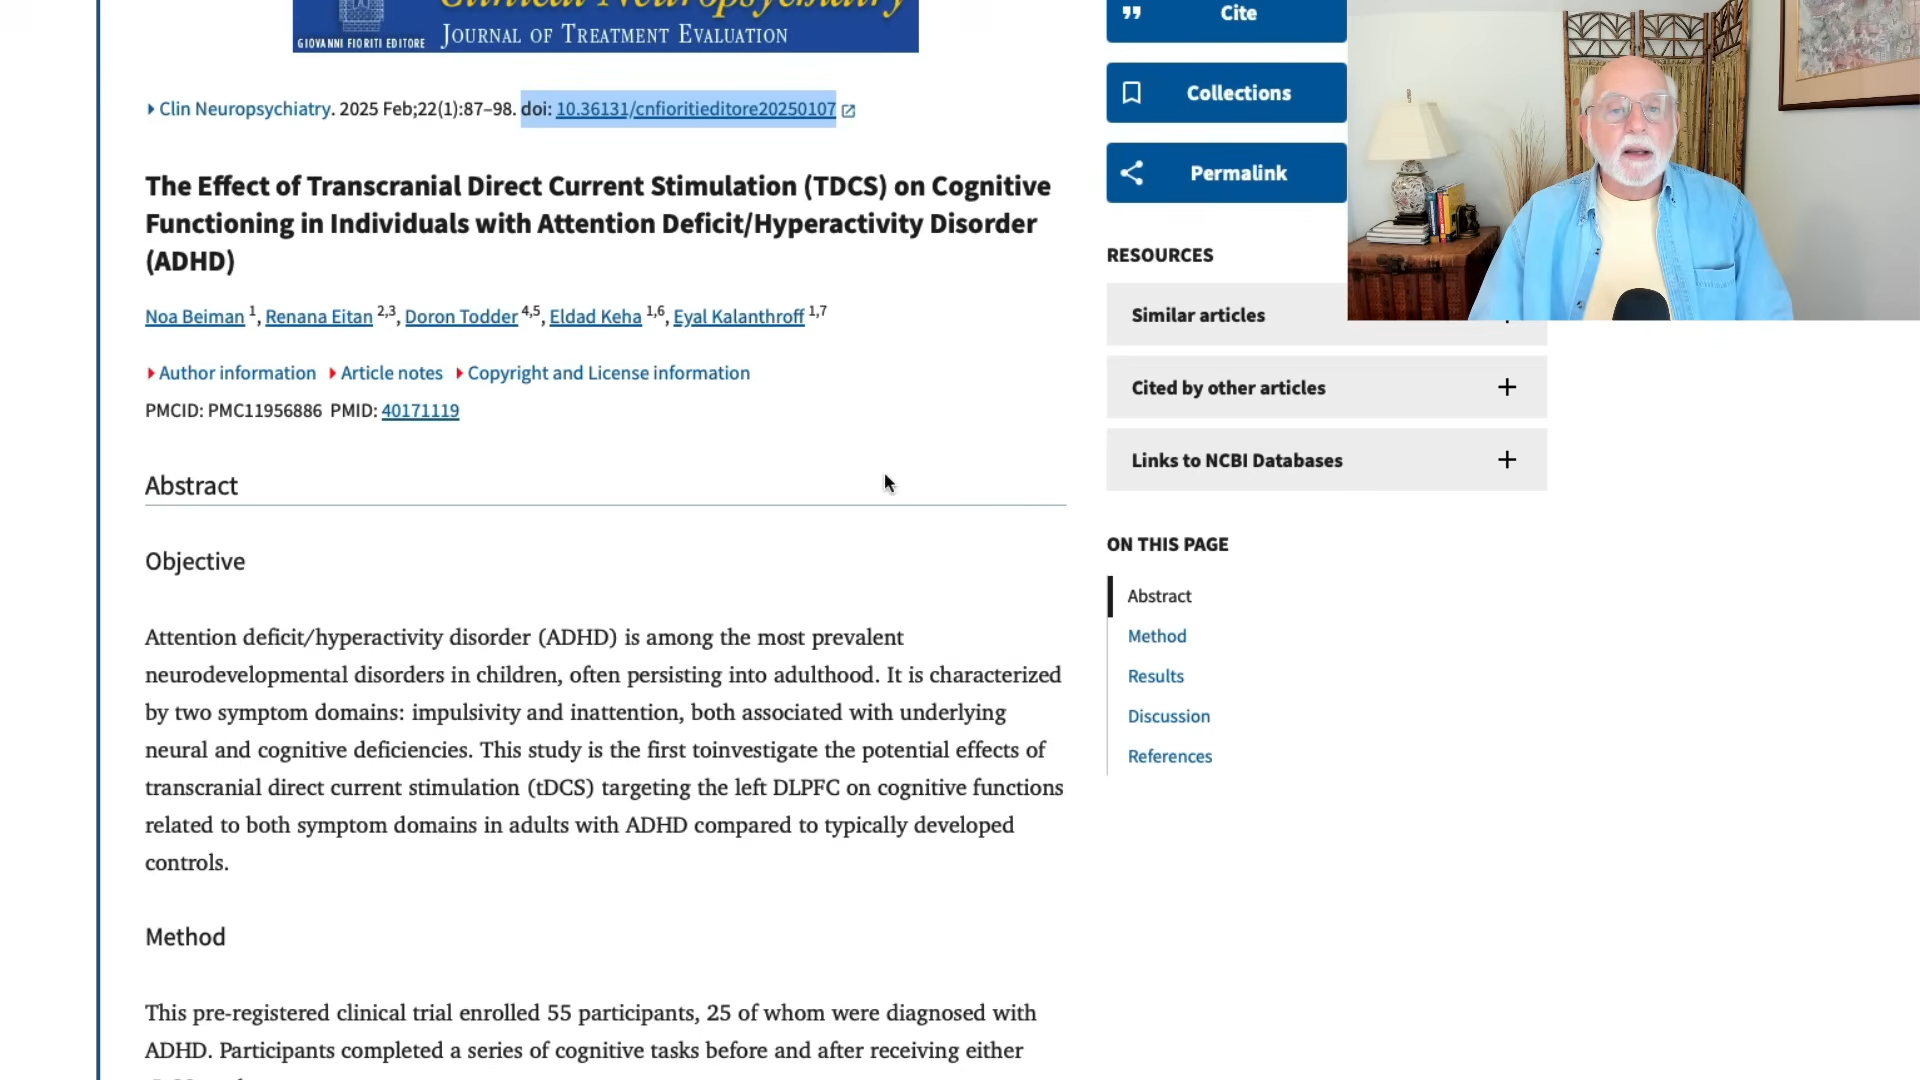 Clinical Neuropsychiatry
JOURNAL OF TREATMENT EVALUATION
GIOVANNI FIORITI EDITORE
Clin Neuropsychiatry. 2025 Feb;22(1):87–98. doi: 10.36131/cnfioritieditore20250107
The Effect of Transcranial Direct Current Stimulation (TDCS) on Cognitive
Functioning in Individuals with Attention Deficit/Hyperactivity Disorder
(ADHD)
Noa Beiman 1, Renana Eitan 2,3, Doron Todder 4,5, Eldad Keha 1,6, Eyal Kalanthroff 1,7
Author information Article notes Copyright and License information
PMCID: PMC11956886 PMID: 40171119
Abstract
Objective
Attention deficit/hyperactivity disorder (ADHD) is among the most prevalent
neurodevelopmental disorders in children, often persisting into adulthood. It is characterized
by two symptom domains: impulsivity and inattention, both associated with underlying
neural and cognitive deficiencies. This study is the first toinvestigate the potential effects of
transcranial direct current stimulation (tDCS) targeting the left DLPFC on cognitive functions
related to both symptom domains in adults with ADHD compared to typically developed
controls.
Method
This pre-registered clinical trial enrolled 55 participants, 25 of whom were diagnosed with
ADHD. Participants completed a series of cognitive tasks before and after receiving either
Cite
Collections
Permalink
RESOURCES
Similar articles
Cited by other articles
Links to NCBI Databases
ON THIS PAGE
Abstract
Method
Results
Discussion
References